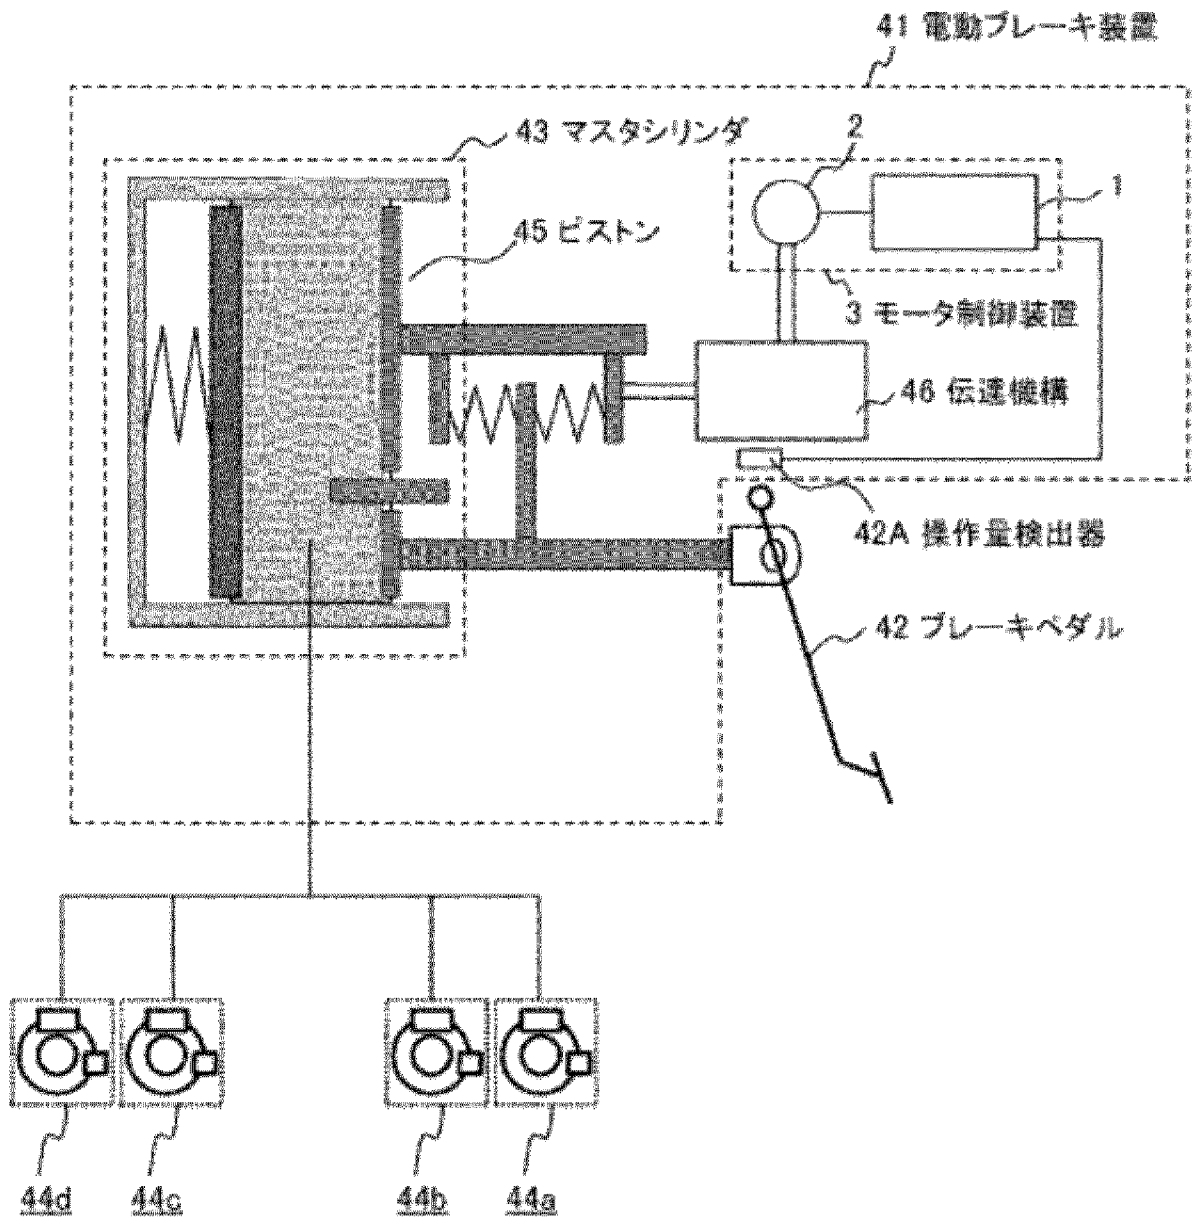 41 電動ブレーキ装置
43 マスタシリンダ
2
1
45 ピストン
3 モータ制御装置
46 伝達機構
42A 操作量検出器
42 ブレーキペダル
44d
44c
44b
44a